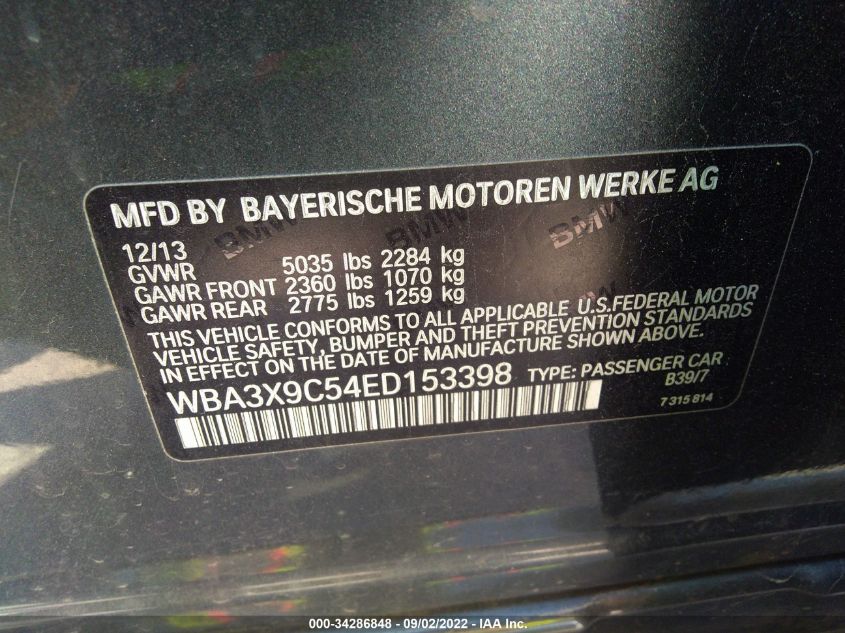 MFD BY BAYERISCHE MOTOREN WERKE AG
BMW BMW BMW
12/13
GVWR 5035 lbs 2284 kg
GAWR FRONT 2360 lbs 1070 kg
GAWR REAR 2775 lbs 1259 kg
THIS VEHICLE CONFORMS TO ALL APPLICABLE U.S.FEDERAL MOTOR
VEHICLE SAFETY, BUMPER AND THEFT PREVENTION STANDARDS
IN EFFECT ON THE DATE OF MANUFACTURE SHOWN ABOVE.
WBA3X9C54ED153398 TYPE: PASSENGER CAR
B39/7
7 315 814
000-34286848 - 09/02/2022 - IAA Inc.